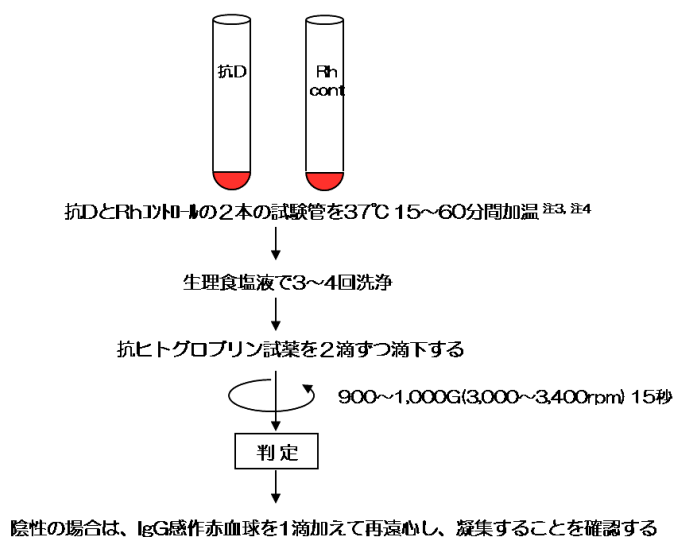 抗D
Rh
cont
抗DとRhコントロールの2本の試験管を37℃ 15～60分間加温 注3, 注4
生理食塩液で3～4回洗浄
抗ヒトグロブリン試薬を2滴ずつ滴下する
900～1,000G(3,000～3,400rpm) 15秒
判 定
陰性の場合は、IgG感作赤血球を1滴加えて再遠心し、凝集することを確認する